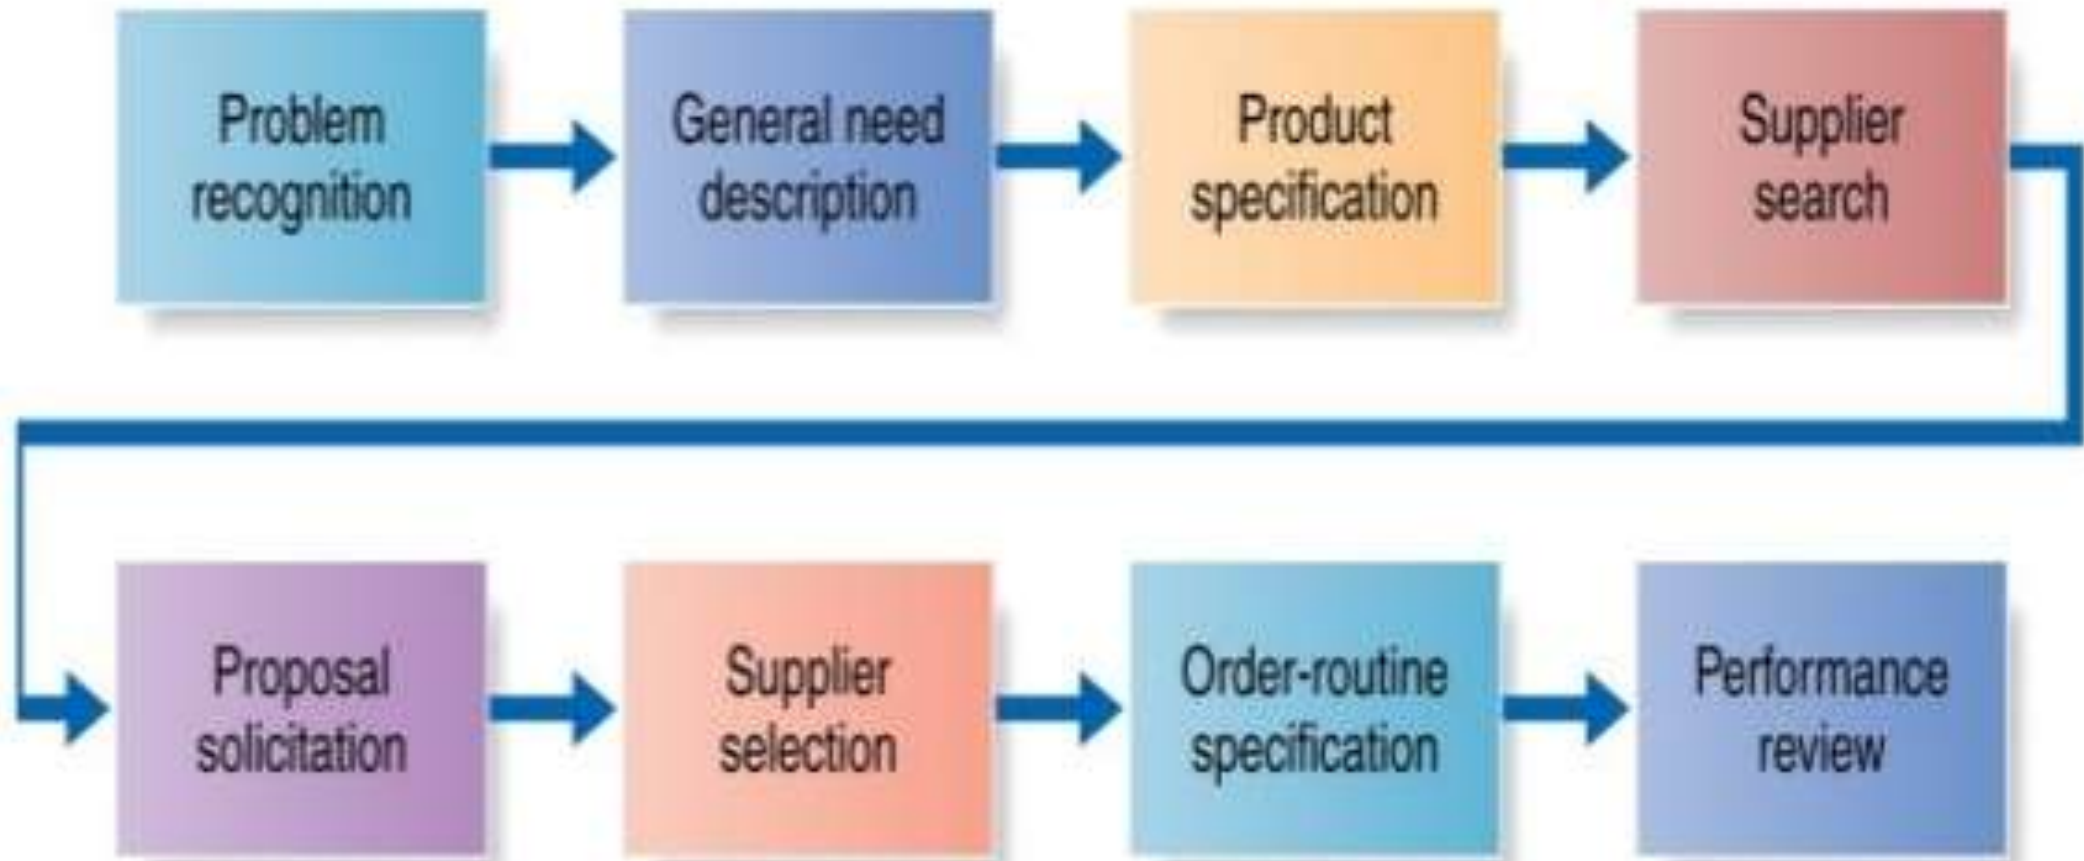 Problem
recognition
General need
description
Product
specification
Supplier
search
Proposal
solicitation
Supplier
selection
Order-routine
specification
Performance
review